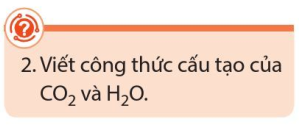 2. Viết công thức cấu tạo của
CO₂ và H₂O.